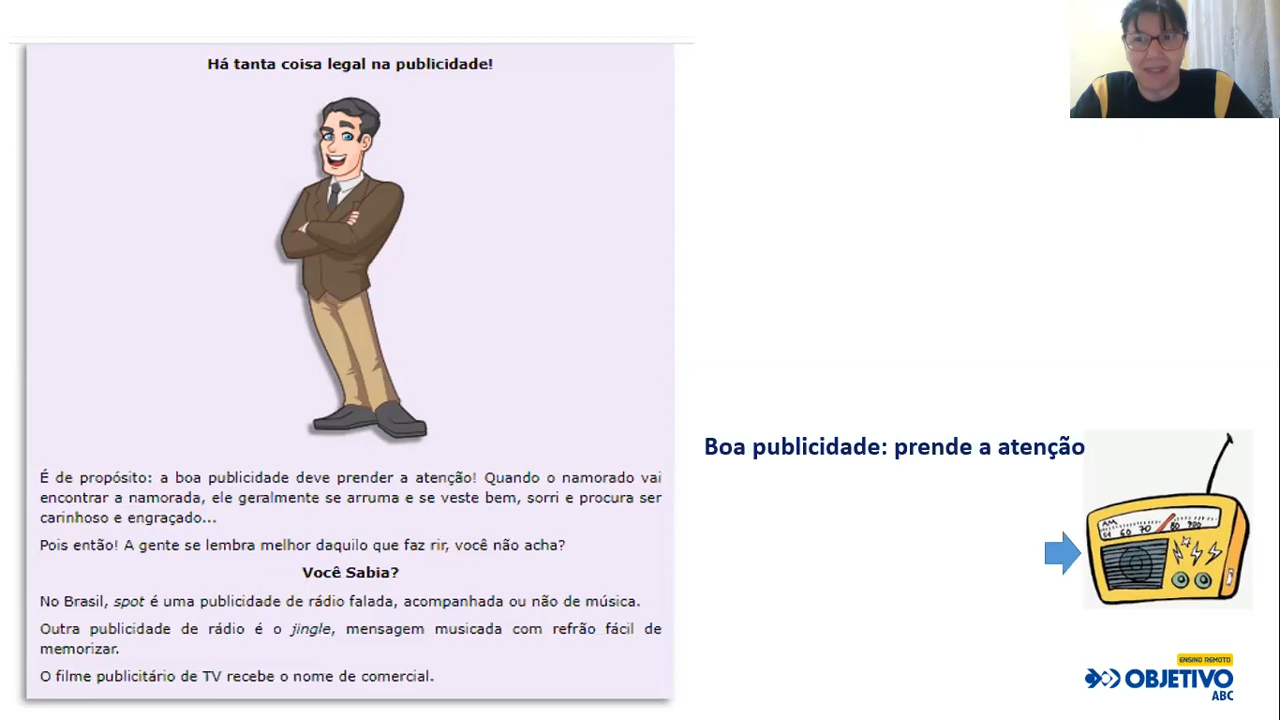 Há tanta coisa legal na publicidade!
É de propósito: a boa publicidade deve prender a atenção! Quando o namorado vai
encontrar a namorada, ele geralmente se arruma e se veste bem, sorri e procura ser
carinhoso e engraçado...
Pois então! A gente se lembra melhor daquilo que faz rir, você não acha?
Você Sabia?
No Brasil, spot é uma publicidade de rádio falada, acompanhada ou não de música.
Outra publicidade de rádio é o jingle, mensagem musicada com refrão fácil de
memorizar.
O filme publicitário de TV recebe o nome de comercial.
Boa publicidade: prende a atenção
AM
60 70 80
ENSINO REMOTO
OBJETIVO
ABC